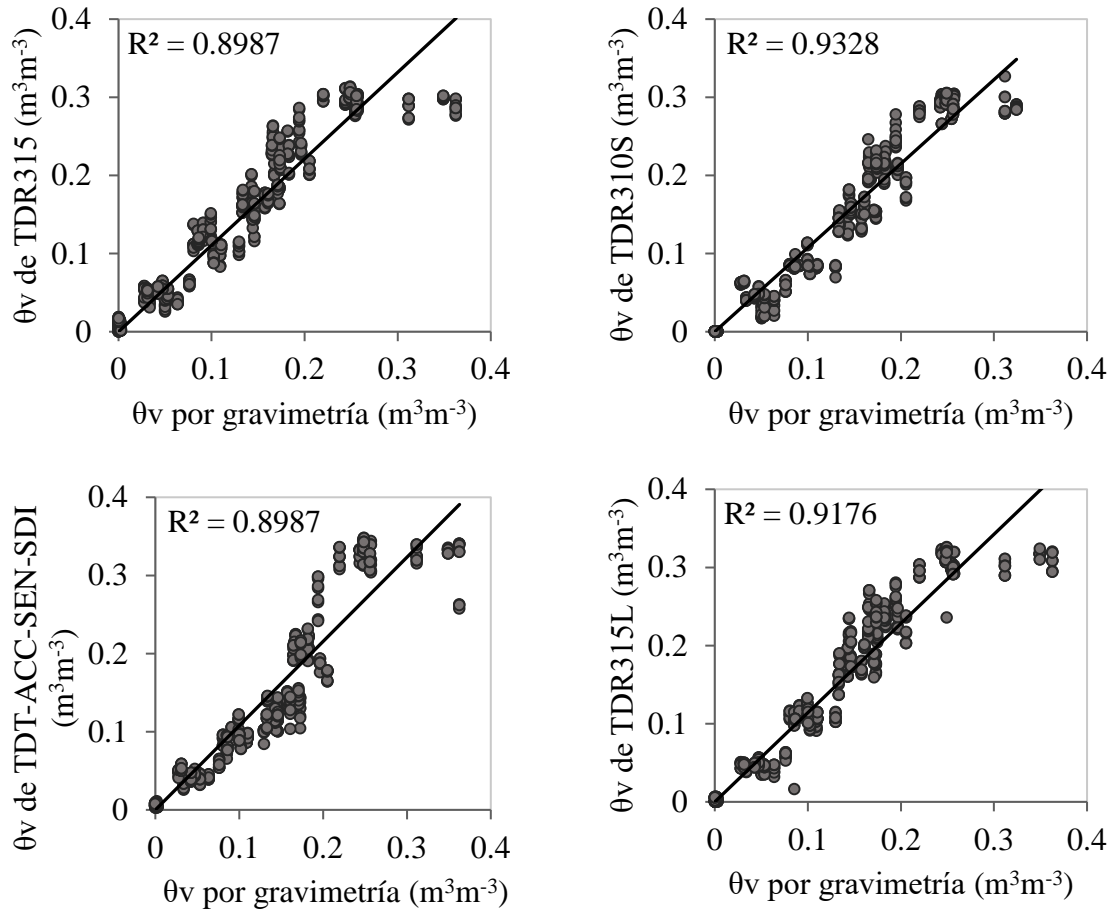 R² = 0.8987
θv de TDR315 (m³m⁻³)
0.4
0.3
0.2
0.1
0
0 0.1 0.2 0.3 0.4
θv por gravimetría (m³m⁻³)
R² = 0.9328
θv de TDR310S (m³m⁻³)
0.4
0.3
0.2
0.1
0
0 0.1 0.2 0.3 0.4
θv por gravimetría (m³m⁻³)
R² = 0.8987
θv de TDT-ACC-SEN-SDI
(m³m⁻³)
0.4
0.3
0.2
0.1
0
0 0.1 0.2 0.3 0.4
θv por gravimetría (m³m⁻³)
R² = 0.9176
θv de TDR315L (m³m⁻³)
0.4
0.3
0.2
0.1
0
0 0.1 0.2 0.3 0.4
θv por gravimetría (m³m⁻³)